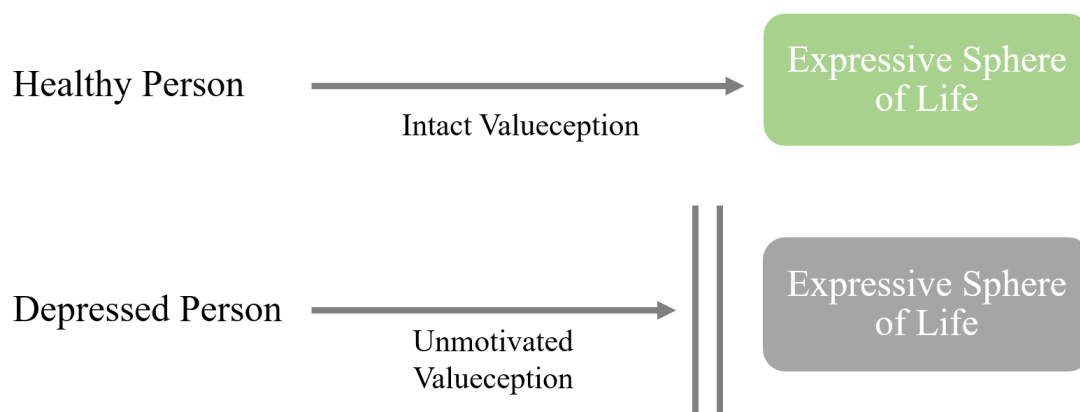 Healthy Person
Intact Valueception
Expressive Sphere
of Life
Depressed Person
Unmotivated
Valueception
Expressive Sphere
of Life